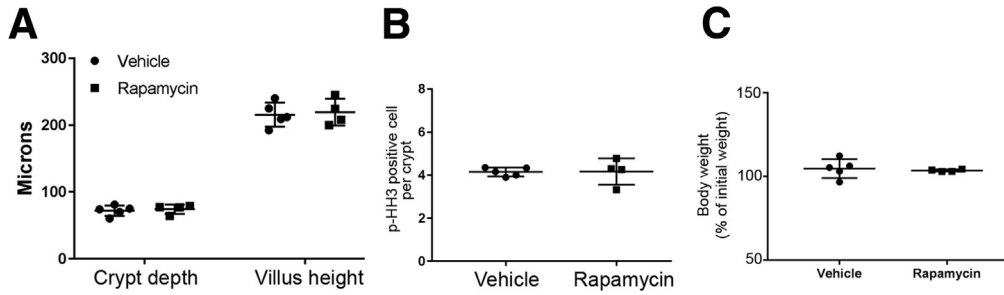 A
300
200
100
0
Microns
Vehicle
Rapamycin
Crypt depth
Villus height
B
8
6
4
2
0
p-HH3 positive cell
per crypt
Vehicle
Rapamycin
C
150
100
50
Body weight
(% of initial weight)
Vehicle
Rapamycin